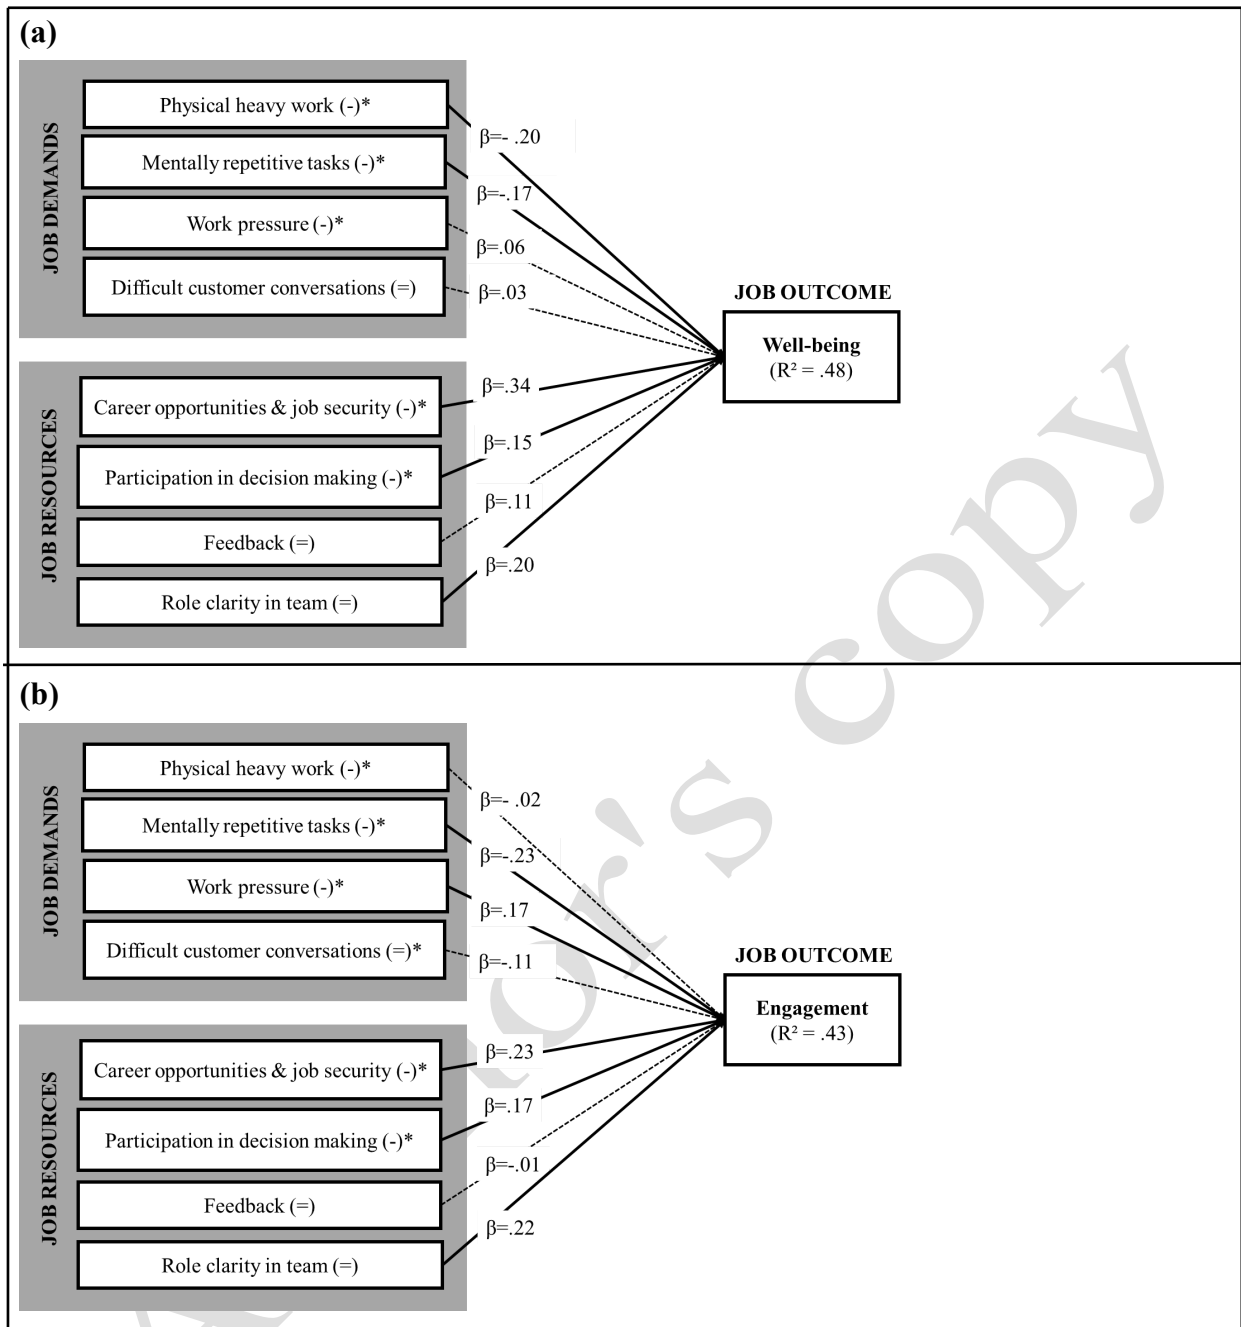 (a)
JOB DEMANDS
Physical heavy work (-)*
Mentally repetitive tasks (-)*
Work pressure (-)*
Difficult customer conversations (=)
β=- .20
β=-.17
β=.06
β=.03
JOB RESOURCES
Career opportunities & job security (-)*
Participation in decision making (-)*
Feedback (=)
Role clarity in team (=)
β=.34
β=.15
β=.11
β=.20
JOB OUTCOME
Well-being
(R² = .48)
(b)
JOB DEMANDS
Physical heavy work (-)*
Mentally repetitive tasks (-)*
Work pressure (-)*
Difficult customer conversations (=)*
β=- .02
β=-.23
β=.17
β=-.11
JOB RESOURCES
Career opportunities & job security (-)*
Participation in decision making (-)*
Feedback (=)
Role clarity in team (=)
β=.23
β=.17
β=-.01
β=.22
JOB OUTCOME
Engagement
(R² = .43)
copy